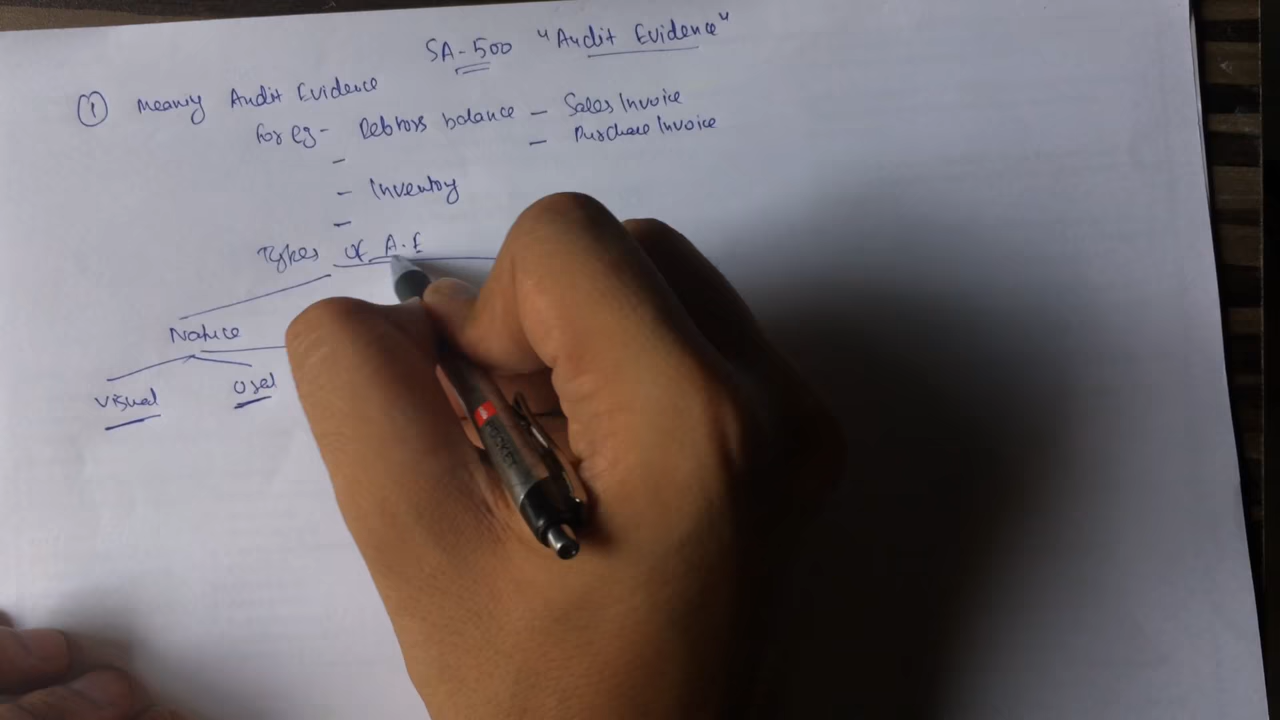 SA-500 "Audit Evidence"
① Meaning Audit Evidence
For eg- Debtors balance - Sales Invoice
- - Purchase Invoice
- Inventory
-
Types of A.E
Nature
Visual Oral
ROCKET